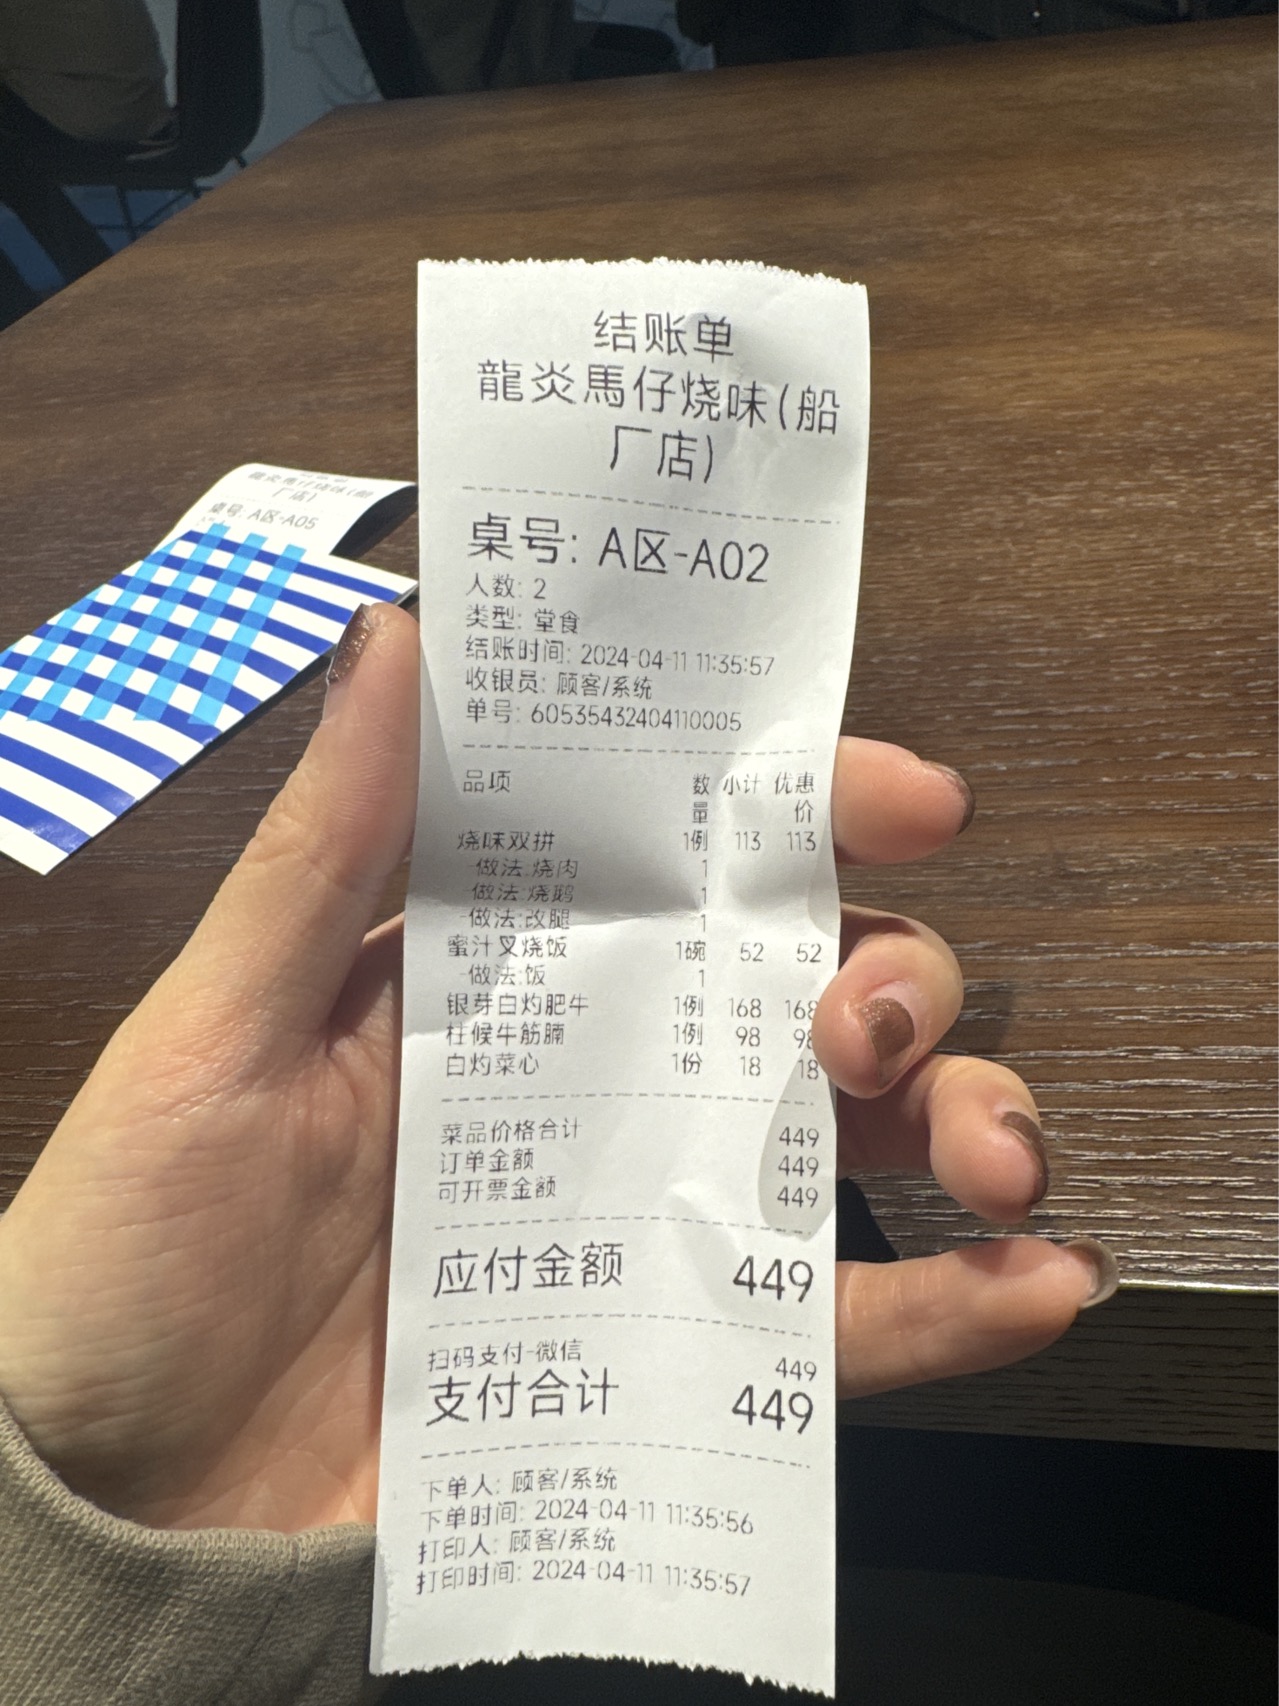 结账单
龍炎馬仔烧味(船
厂店)
桌号: A区-A02
人数: 2
类型: 堂食
结账时间: 2024-04-11 11:35:57
收银员: 顾客/系统
单号: 60535432404110005
品项 数量 小计 优惠价
烧味双拼 1例 113 113
-做法:烧肉 1
-做法:烧鹅 1
-做法:改腿 1
蜜汁叉烧饭 1碗 52 52
-做法:饭 1
银芽白灼肥牛 1例 168 168
柱候牛筋腩 1例 98 98
白灼菜心 1份 18 18
菜品价格合计 449
订单金额 449
可开票金额 449
应付金额 449
扫码支付-微信 449
支付合计 449
下单人: 顾客/系统
下单时间: 2024-04-11 11:35:56
打印人: 顾客/系统
打印时间: 2024-04-11 11:35:57
厂店)
桌号: A区-A05